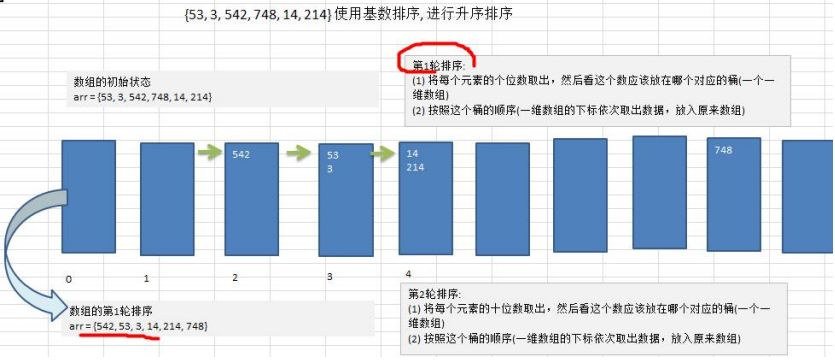 {53, 3, 542, 748, 14, 214} 使用基数排序, 进行升序排序
数组的初始状态
arr = {53, 3, 542, 748, 14, 214}
第1轮排序:
(1) 将每个元素的个位数取出，然后看这个数应该放在哪个对应的桶(一个一
维数组)
(2) 按照这个桶的顺序(一维数组的下标依次取出数据，放入原来数组)
542
53
3
14
214
748
0
1
2
3
4
数组的第1轮排序
arr = {542, 53, 3, 14, 214, 748}
第2轮排序:
(1) 将每个元素的十位数取出，然后看这个数应该放在哪个对应的桶(一个一
维数组)
(2) 按照这个桶的顺序(一维数组的下标依次取出数据，放入原来数组)